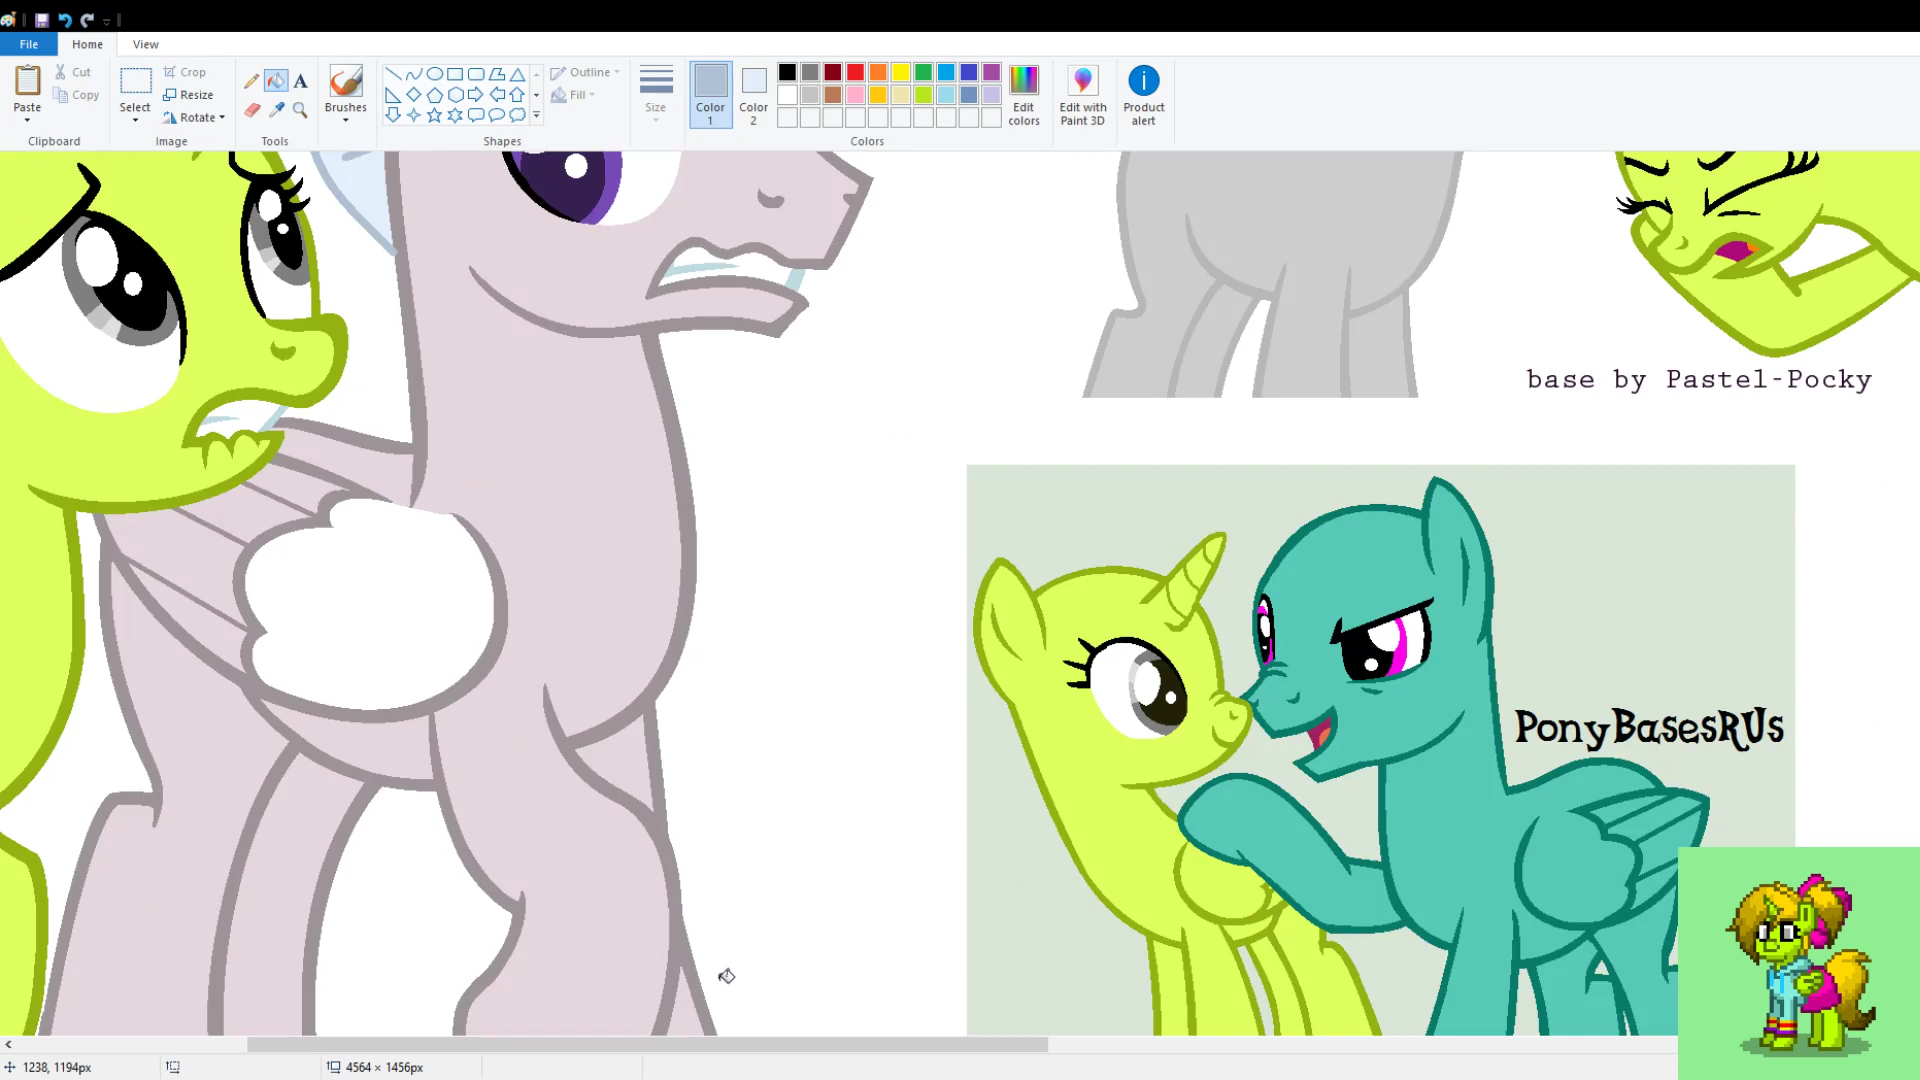 File Home View
Paste
Cut
Copy
Clipboard
Select
Crop
Resize
Rotate
Image
A
Tools
Brushes
Shapes
Outline
Fill
Size
Color 1
Color 2
Edit colors
Colors
Edit with Paint 3D
Product alert
base by Pastel-Pocky
PonyBasesRUs
1238, 1194px
4564 × 1456px